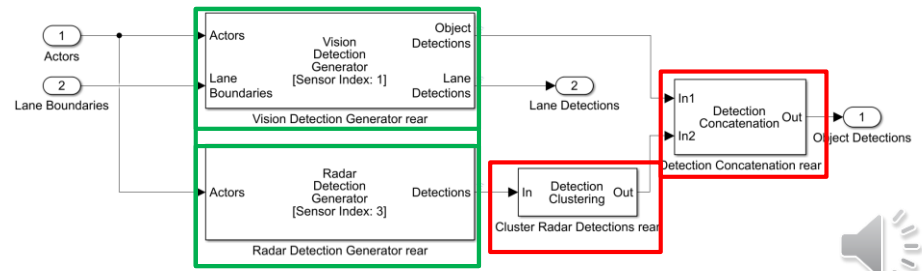 1
Actors
2
Lane Boundaries
Actors
Lane
Boundaries
Vision
Detection
Generator
[Sensor Index: 1]
Object
Detections
Lane
Detections
Vision Detection Generator rear
2
Lane Detections
Actors
Radar
Detection
Generator
[Sensor Index: 3]
Detections
Radar Detection Generator rear
In
Detection
Clustering
Out
Cluster Radar Detections rear
In1
In2
Detection
Concatenation
Out
Detection Concatenation rear
1
Object Detections